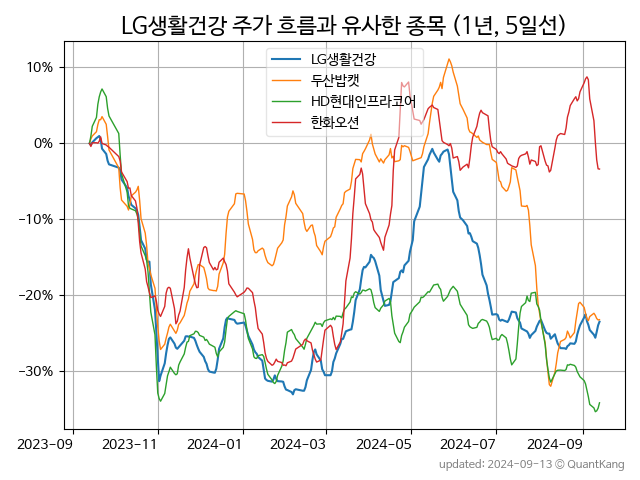 LG생활건강 주가 흐름과 유사한 종목 (1년, 5일선)
LG생활건강
두산밥캣
HD현대인프라코어
한화오션
10%
0%
−10%
−20%
−30%
2023-09 2023-11 2024-01 2024-03 2024-05 2024-07 2024-09
updated: 2024-09-13 © QuantKang